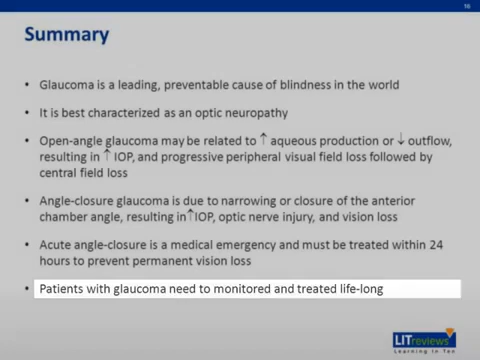 16
Summary
• Glaucoma is a leading, preventable cause of blindness in the world
• It is best characterized as an optic neuropathy
• Open-angle glaucoma may be related to ↑ aqueous production or ↓ outflow,
resulting in ↑ IOP, and progressive peripheral visual field loss followed by
central field loss
• Angle-closure glaucoma is due to narrowing or closure of the anterior
chamber angle, resulting in ↑IOP, optic nerve injury, and vision loss
• Acute angle-closure is a medical emergency and must be treated within 24
hours to prevent permanent vision loss
• Patients with glaucoma need to monitored and treated life-long
LITreviews
Learning in Ten